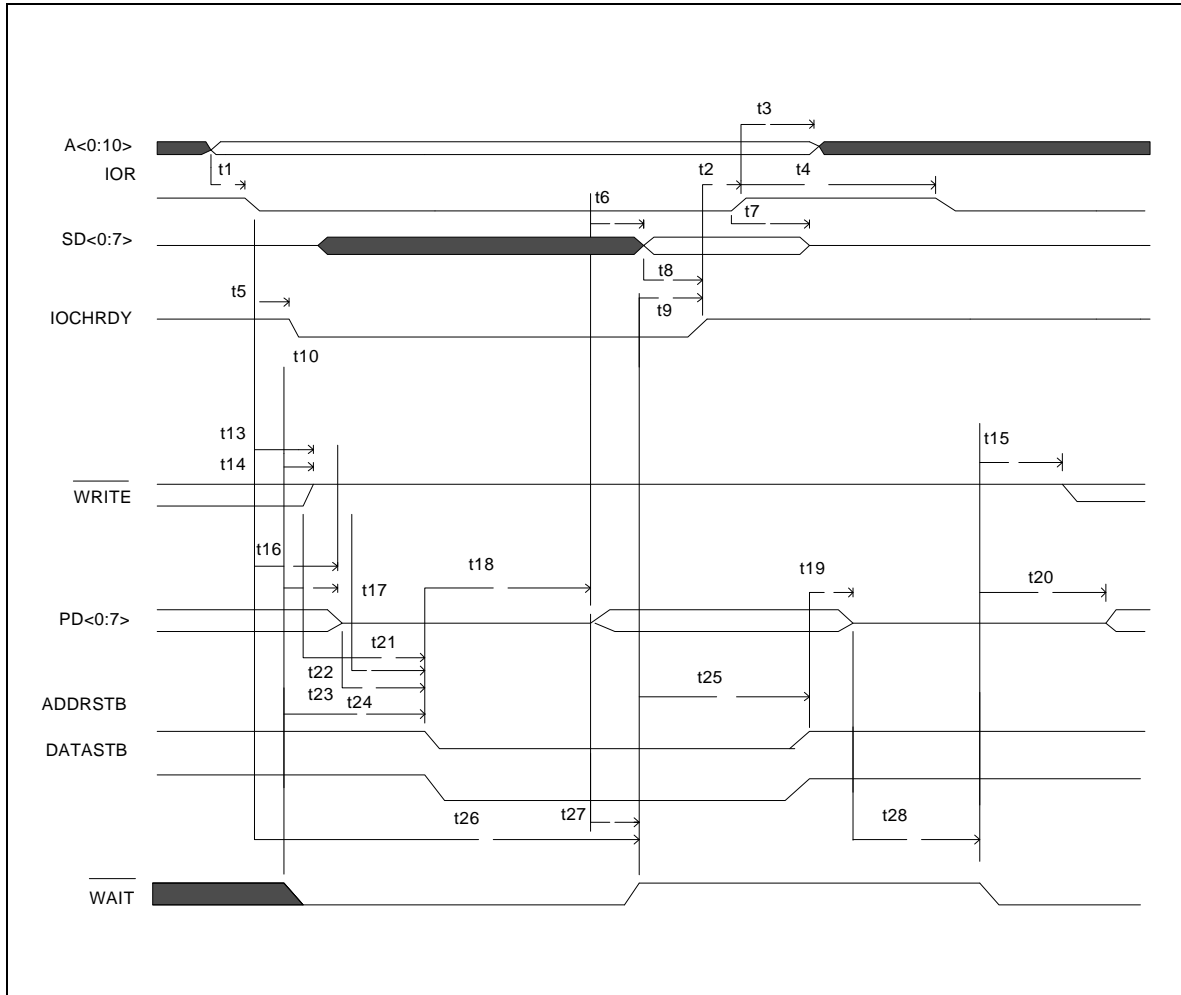 t3
A<0:10>
t1
t2
t4
IOR
t6
t7
SD<0:7>
t8
t5
t9
IOCHRDY
t10
t13
t15
t14
WRITE
t16
t18
t19
t17
t20
PD<0:7>
t21
t22
t23
t25
t24
ADDRSTB
DATASTB
t26
t27
t28
WAIT